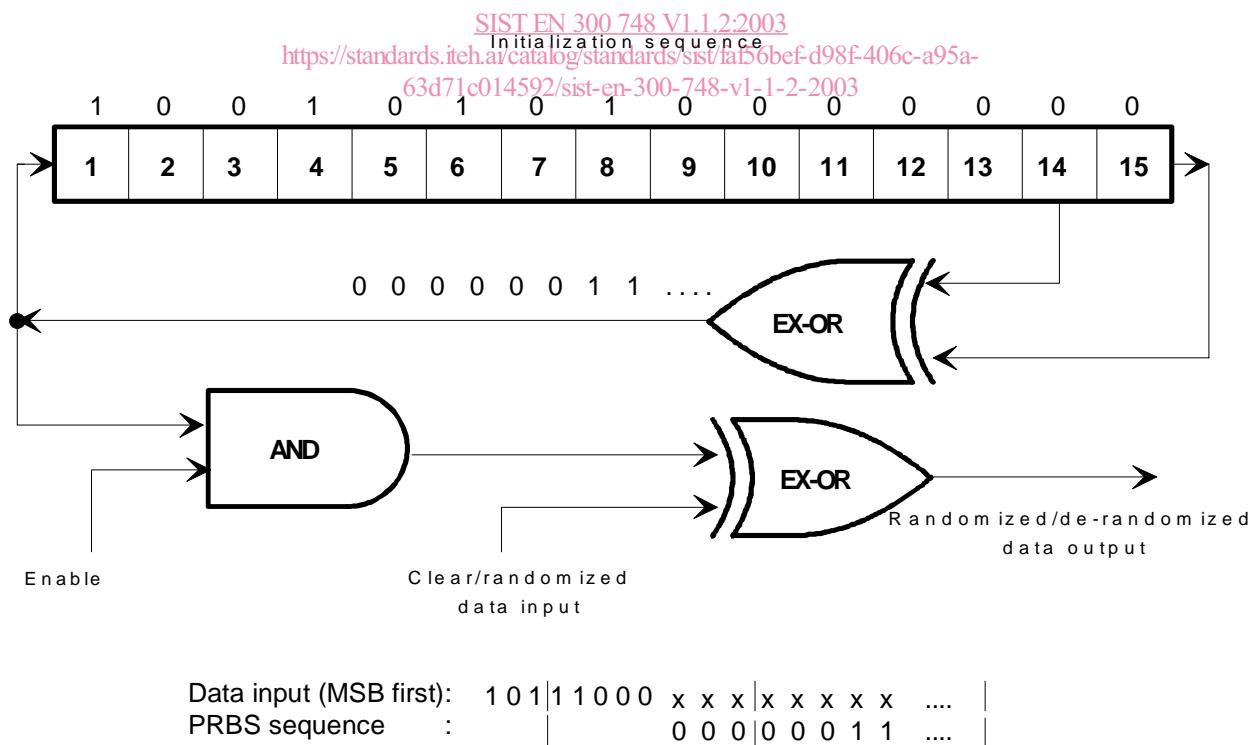 SIST EN 300 748 V1.1.2:2003
Initialization sequence
https://standards.iteh.ai/catalog/standards/sist/faf56bef-d98f-406c-a95a-
63d71c014592/sist-en-300-748-v1-1-2-2003
1 0 0 1 0 1 0 1 0 0 0 0 0 0 0
1 2 3 4 5 6 7 8 9 10 11 12 13 14 15
0 0 0 0 0 0 1 1 ....
EX-OR
AND
EX-OR
Randomized/de-randomized
data output
Enable
Clear/randomized
data input
Data input (MSB first): 1 0 1 1 1 0 0 0 x x x x x x x x ....
PRBS sequence : 0 0 0 0 0 0 1 1 ....